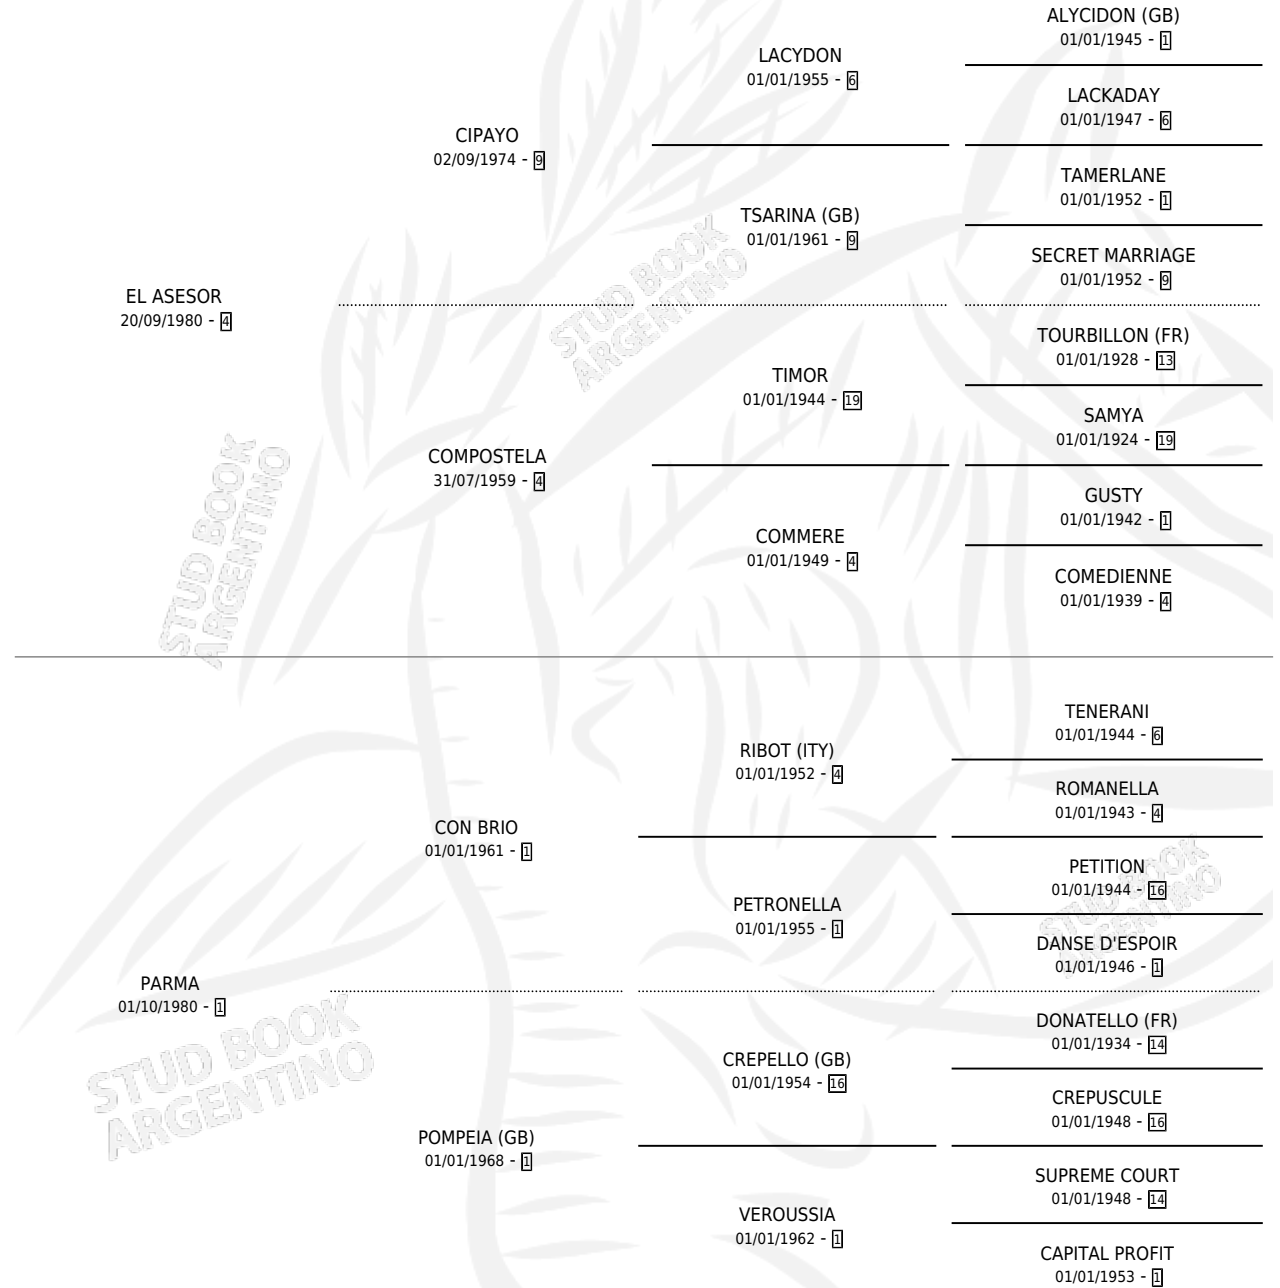 ALYCIDON (GB)
01/01/1945 - 1
LACYDON
01/01/1955 - 6
LACKADAY
01/01/1947 - 6
CIPAYO
02/09/1974 - 9
TAMERLANE
01/01/1952 - 1
TSARINA (GB)
01/01/1961 - 9
SECRET MARRIAGE
01/01/1952 - 9
EL ASESOR
20/09/1980 - 4
TOURBILLON (FR)
01/01/1928 - 13
TIMOR
01/01/1944 - 19
SAMYA
01/01/1924 - 19
COMPOSTELA
31/07/1959 - 4
GUSTY
01/01/1942 - 1
COMMERE
01/01/1949 - 4
COMEDIENNE
01/01/1939 - 4
TENERANI
01/01/1944 - 6
RIBOT (ITY)
01/01/1952 - 4
ROMANELLA
01/01/1943 - 4
CON BRIO
01/01/1961 - 1
PETITION
01/01/1944 - 16
PETRONELLA
01/01/1955 - 1
DANSE D'ESPOIR
01/01/1946 - 1
PARMA
01/10/1980 - 1
DONATELLO (FR)
01/01/1934 - 14
CREPELLO (GB)
01/01/1954 - 16
CREPUSCULE
01/01/1948 - 16
POMPEIA (GB)
01/01/1968 - 1
SUPREME COURT
01/01/1948 - 14
VEROUSSIA
01/01/1962 - 1
CAPITAL PROFIT
01/01/1953 - 1
STUD BOOK
ARGENTINO
STUD BOOK
ARGENTINO
STUD BOOK
ARGENTINO
STUD BOOK
ARGENTINO